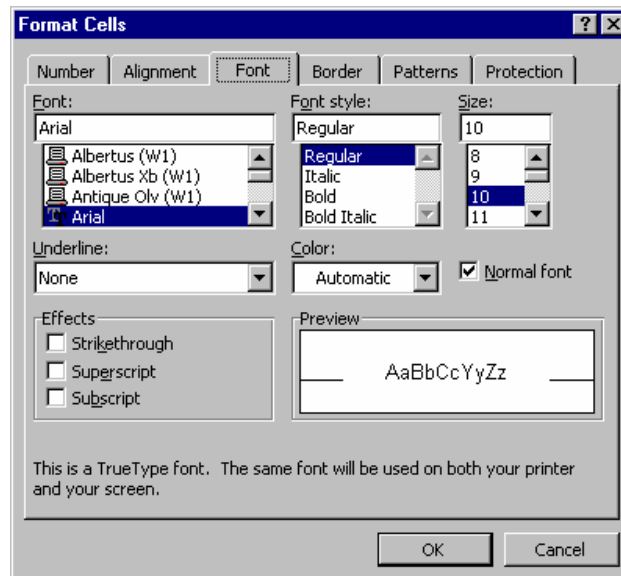 Format Cells
Number Alignment Font Border Patterns Protection
Font: Font style: Size:
Arial Regular 10
Albertus (W1) Regular 8
Albertus Xb (W1) Italic 9
Antique Olv (W1) Bold 10
Arial Bold Italic 11
Underline: Color:
None Automatic Normal font
Effects Preview
Strikethrough
Superscript AaBbCcYyZz
Subscript
This is a TrueType font. The same font will be used on both your printer
and your screen.
OK Cancel